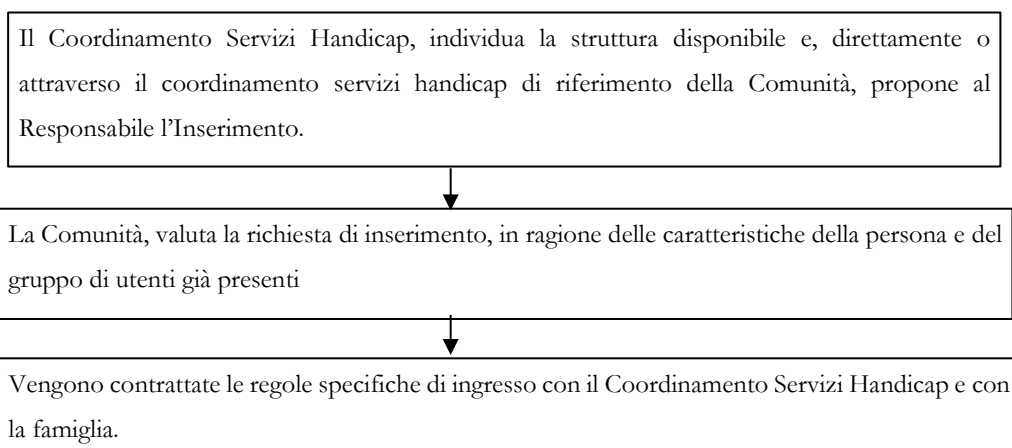 Il Coordinamento Servizi Handicap, individua la struttura disponibile e, direttamente o
attraverso il coordinamento servizi handicap di riferimento della Comunità, propone al
Responsabile l’Inserimento.
La Comunità, valuta la richiesta di inserimento, in ragione delle caratteristiche della persona e del
gruppo di utenti già presenti
Vengono contrattate le regole specifiche di ingresso con il Coordinamento Servizi Handicap e con
la famiglia.